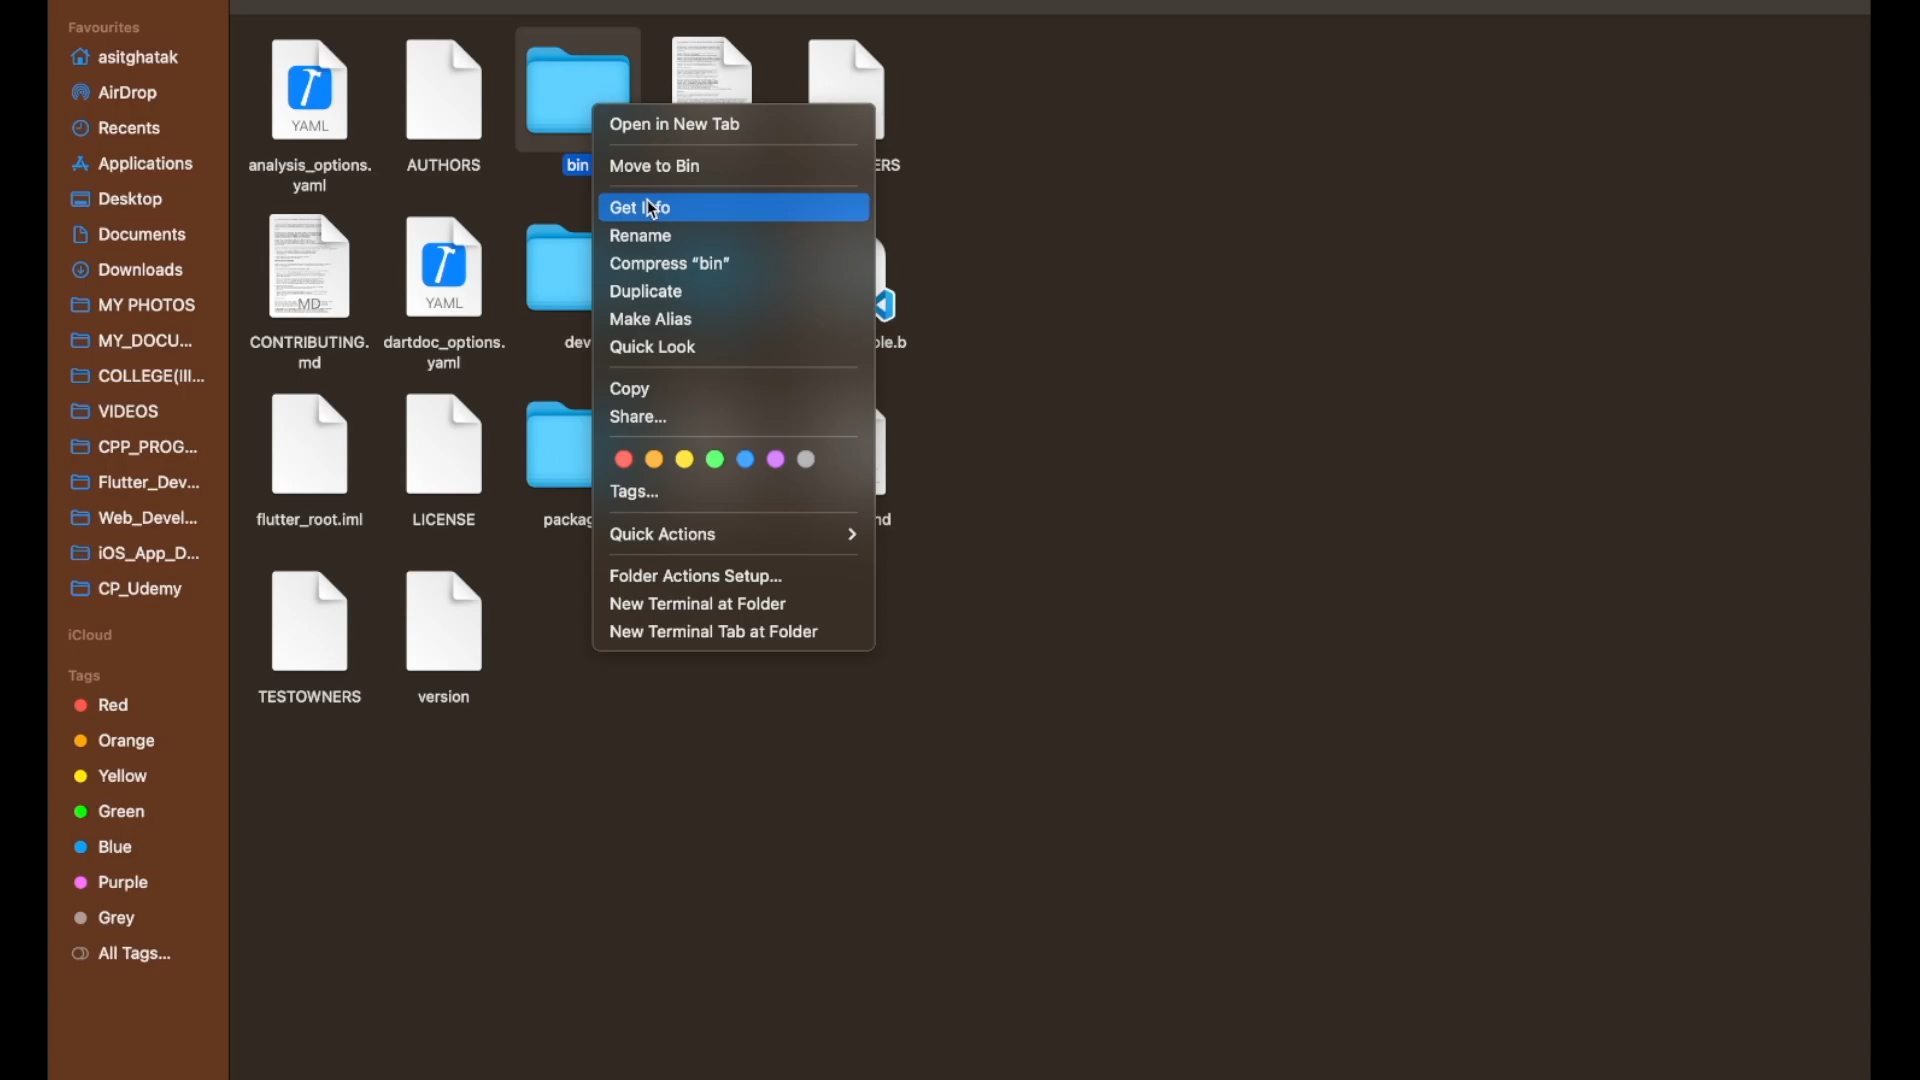 Favourites
asitghatak
AirDrop
Recents
Applications
Desktop
Documents
Downloads
MY PHOTOS
MY_DOCU...
COLLEGE(III...
VIDEOS
CPP_PROG...
Flutter_Dev...
Web_Devel...
iOS_App_D...
CP_Udemy
iCloud
Tags
Red
Orange
Yellow
Green
Blue
Purple
Grey
All Tags...
YAML
analysis_options.
yaml
AUTHORS
bin
ERS
MD
CONTRIBUTING.
md
YAML
dartdoc_options.
yaml
dev
ple.b
flutter_root.iml
LICENSE
packag
nd
TESTOWNERS
version
Open in New Tab
Move to Bin
Get Info
Rename
Compress “bin”
Duplicate
Make Alias
Quick Look
Copy
Share...
Tags...
Quick Actions
Folder Actions Setup...
New Terminal at Folder
New Terminal Tab at Folder